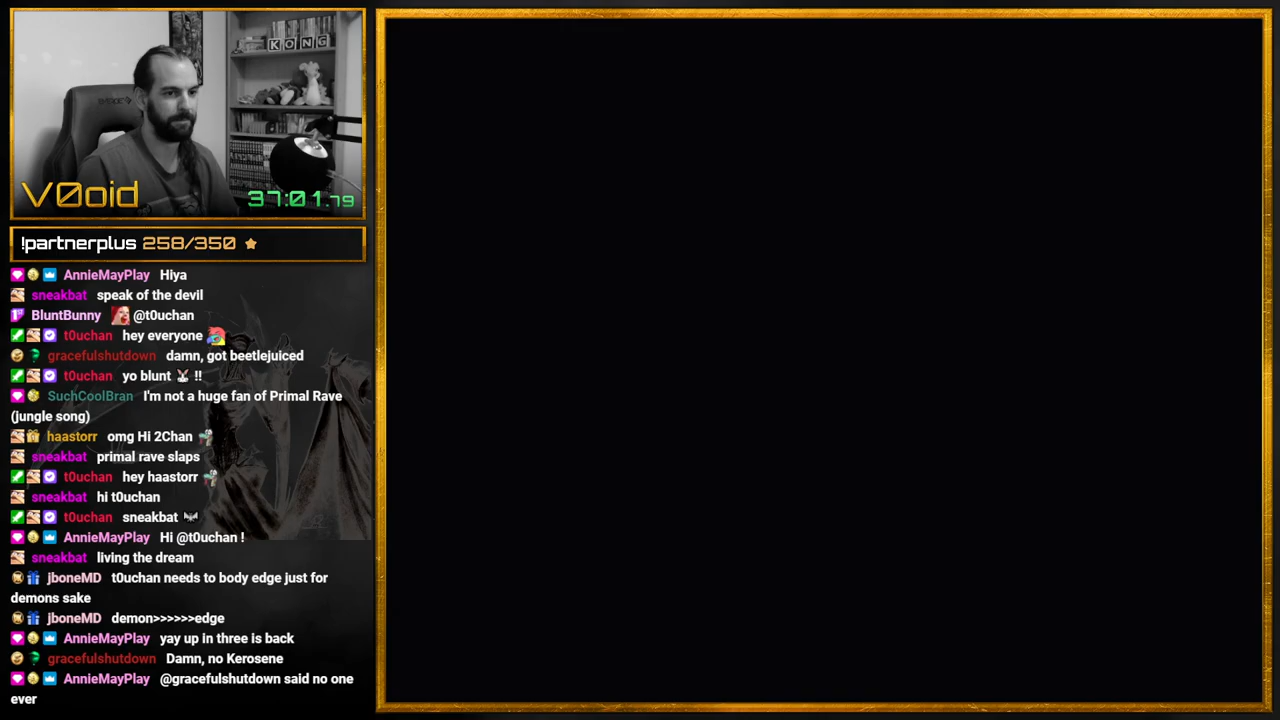 KONG
V0oid
37:01.79
!partnerplus 258/350
AnnieMayPlay Hiya
sneakbat speak of the devil
BluntBunny @t0uchan
t0uchan hey everyone
gracefulshutdown damn, got beetlejuiced
t0uchan yo blunt !!
SuchCoolBran I'm not a huge fan of Primal Rave
(jungle song)
haastorr omg Hi 2Chan
sneakbat primal rave slaps
t0uchan hey haastorr
sneakbat hi t0uchan
t0uchan sneakbat
AnnieMayPlay Hi @t0uchan !
sneakbat living the dream
jboneMD t0uchan needs to body edge just for
demons sake
jboneMD demon>>>>>>edge
AnnieMayPlay yay up in three is back
gracefulshutdown Damn, no Kerosene
AnnieMayPlay @gracefulshutdown said no one
ever